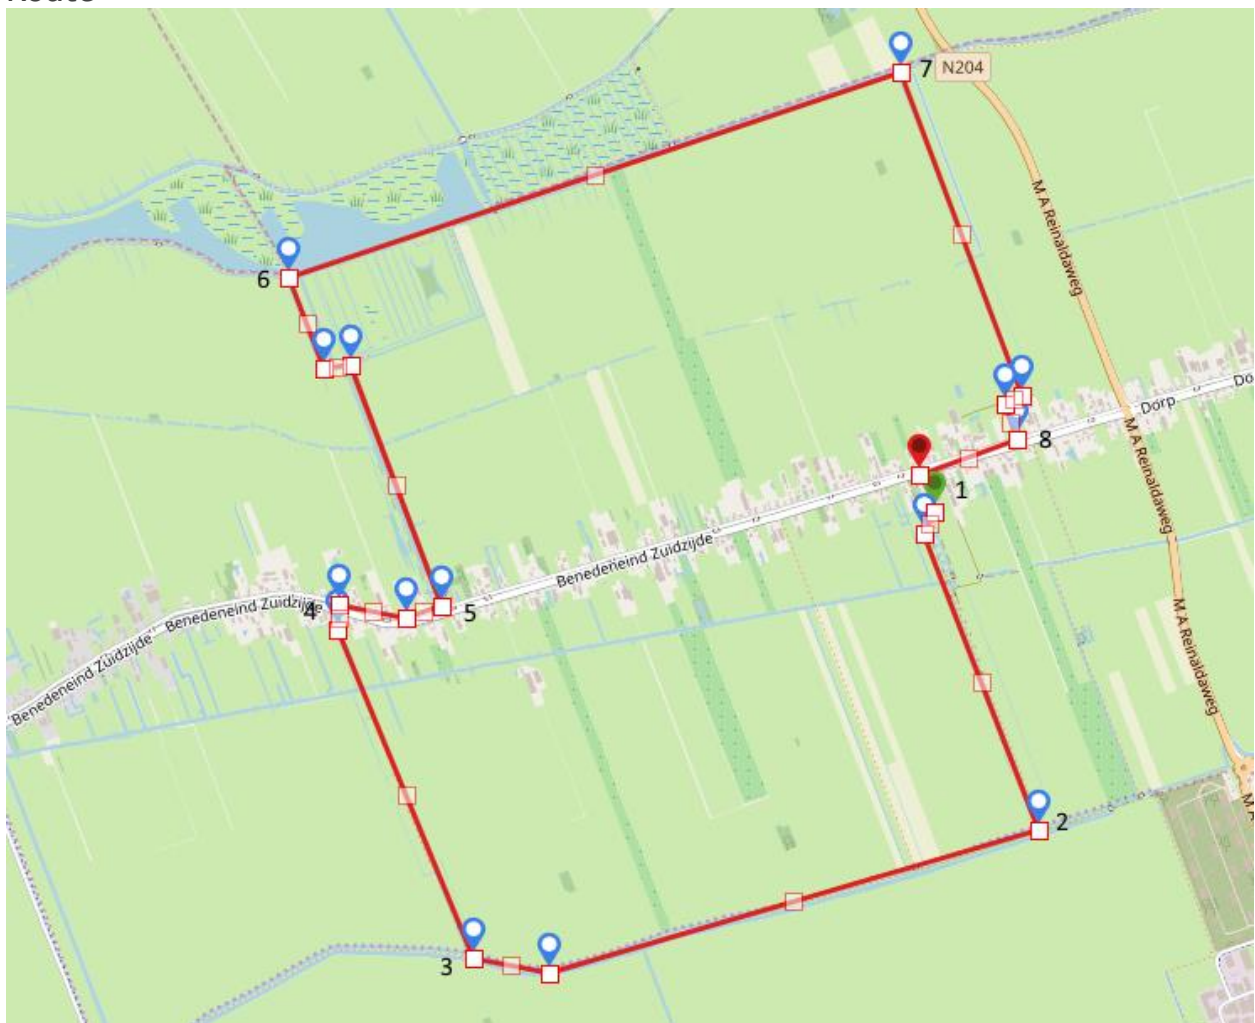 7
N204
M A Reinaldaweg
6
Dorp
Do
8
M A Reinaldaweg
1
Benedeneind Zuidzijde
4
Benedeneind Zuidzijde
5
Benedeneind Zuidzijde
M A Reinaldaweg
2
M A
3